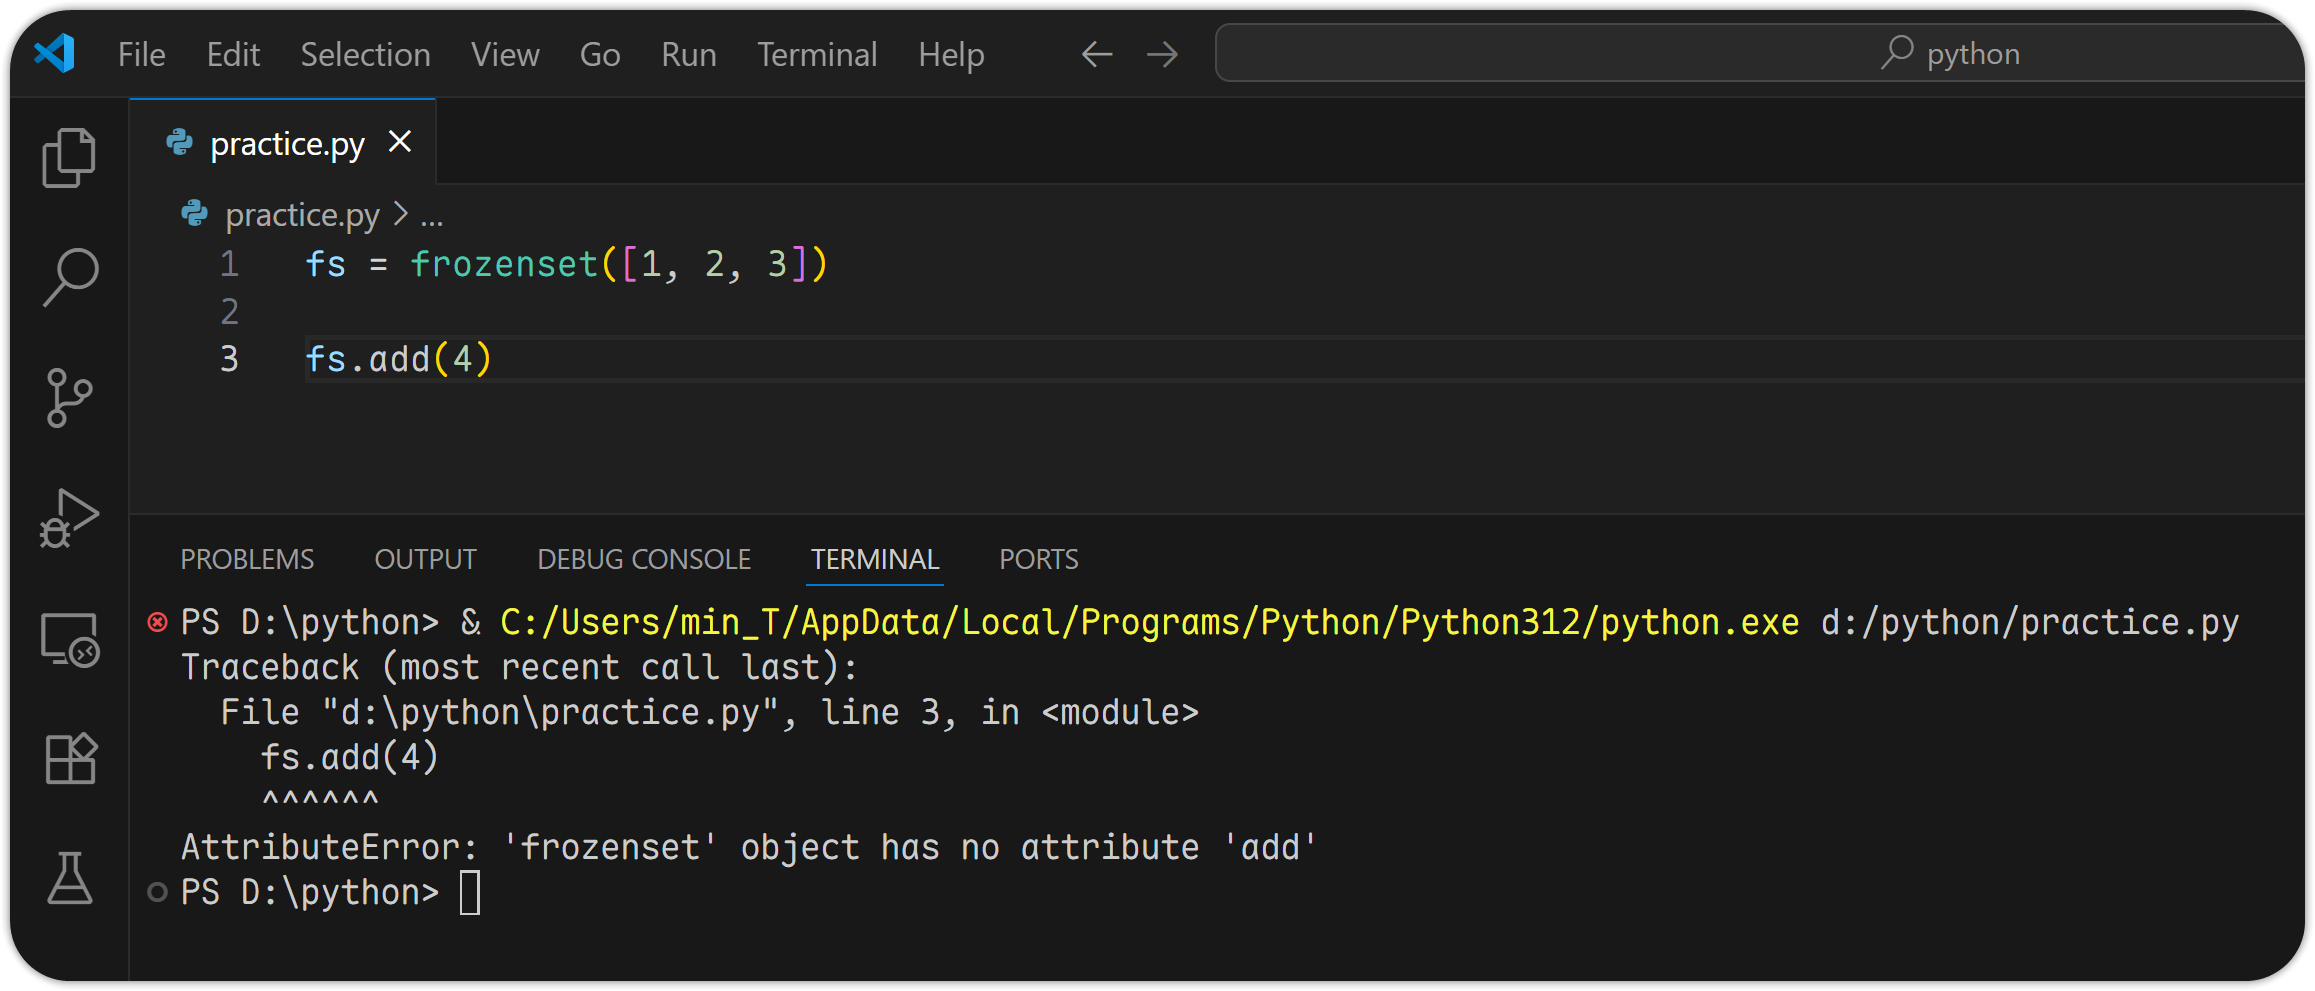 File Edit Selection View Go Run Terminal Help python
practice.py
practice.py > ...
1 fs = frozenset([1, 2, 3])
2
3 fs.add(4)
PROBLEMS OUTPUT DEBUG CONSOLE TERMINAL PORTS
PS D:\python> & C:/Users/min_T/AppData/Local/Programs/Python/Python312/python.exe d:/python/practice.py
Traceback (most recent call last):
  File "d:\python\practice.py", line 3, in <module>
    fs.add(4)
    ^^^^^^
AttributeError: 'frozenset' object has no attribute 'add'
PS D:\python>